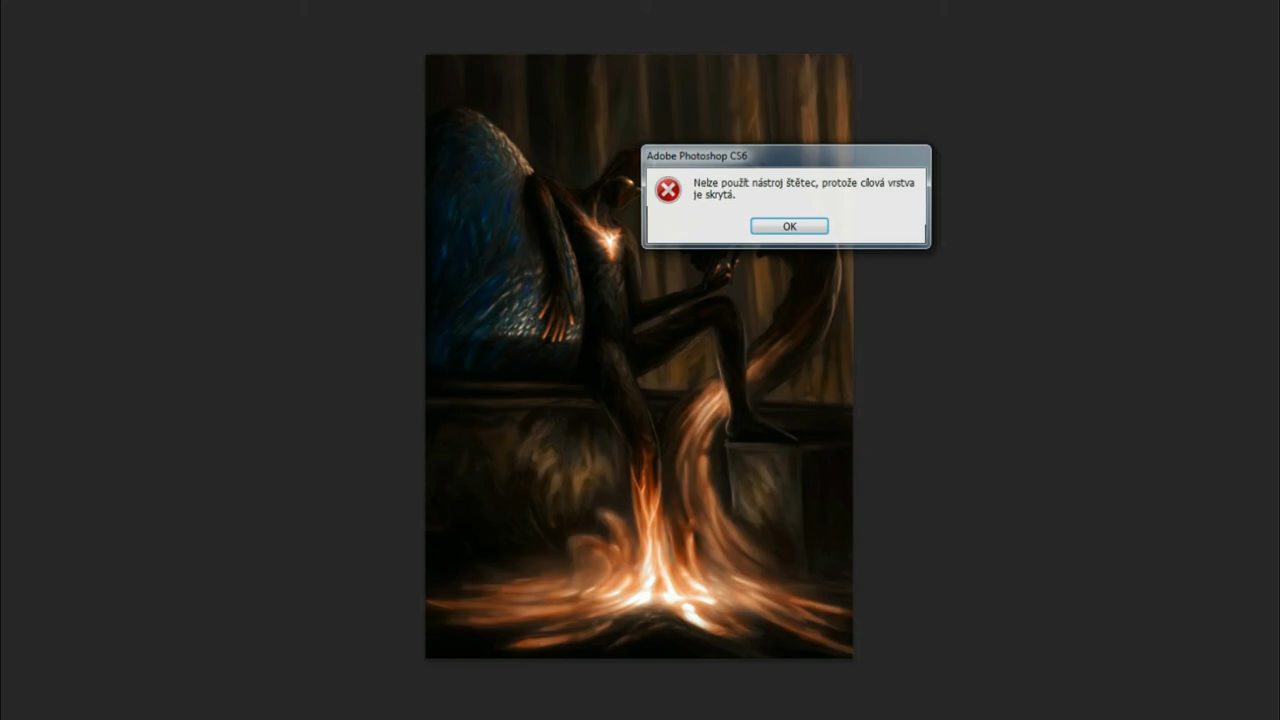 Adobe Photoshop CS6
Nelze použít nástroj štětec, protože cílová vrstva
je skrytá.
OK